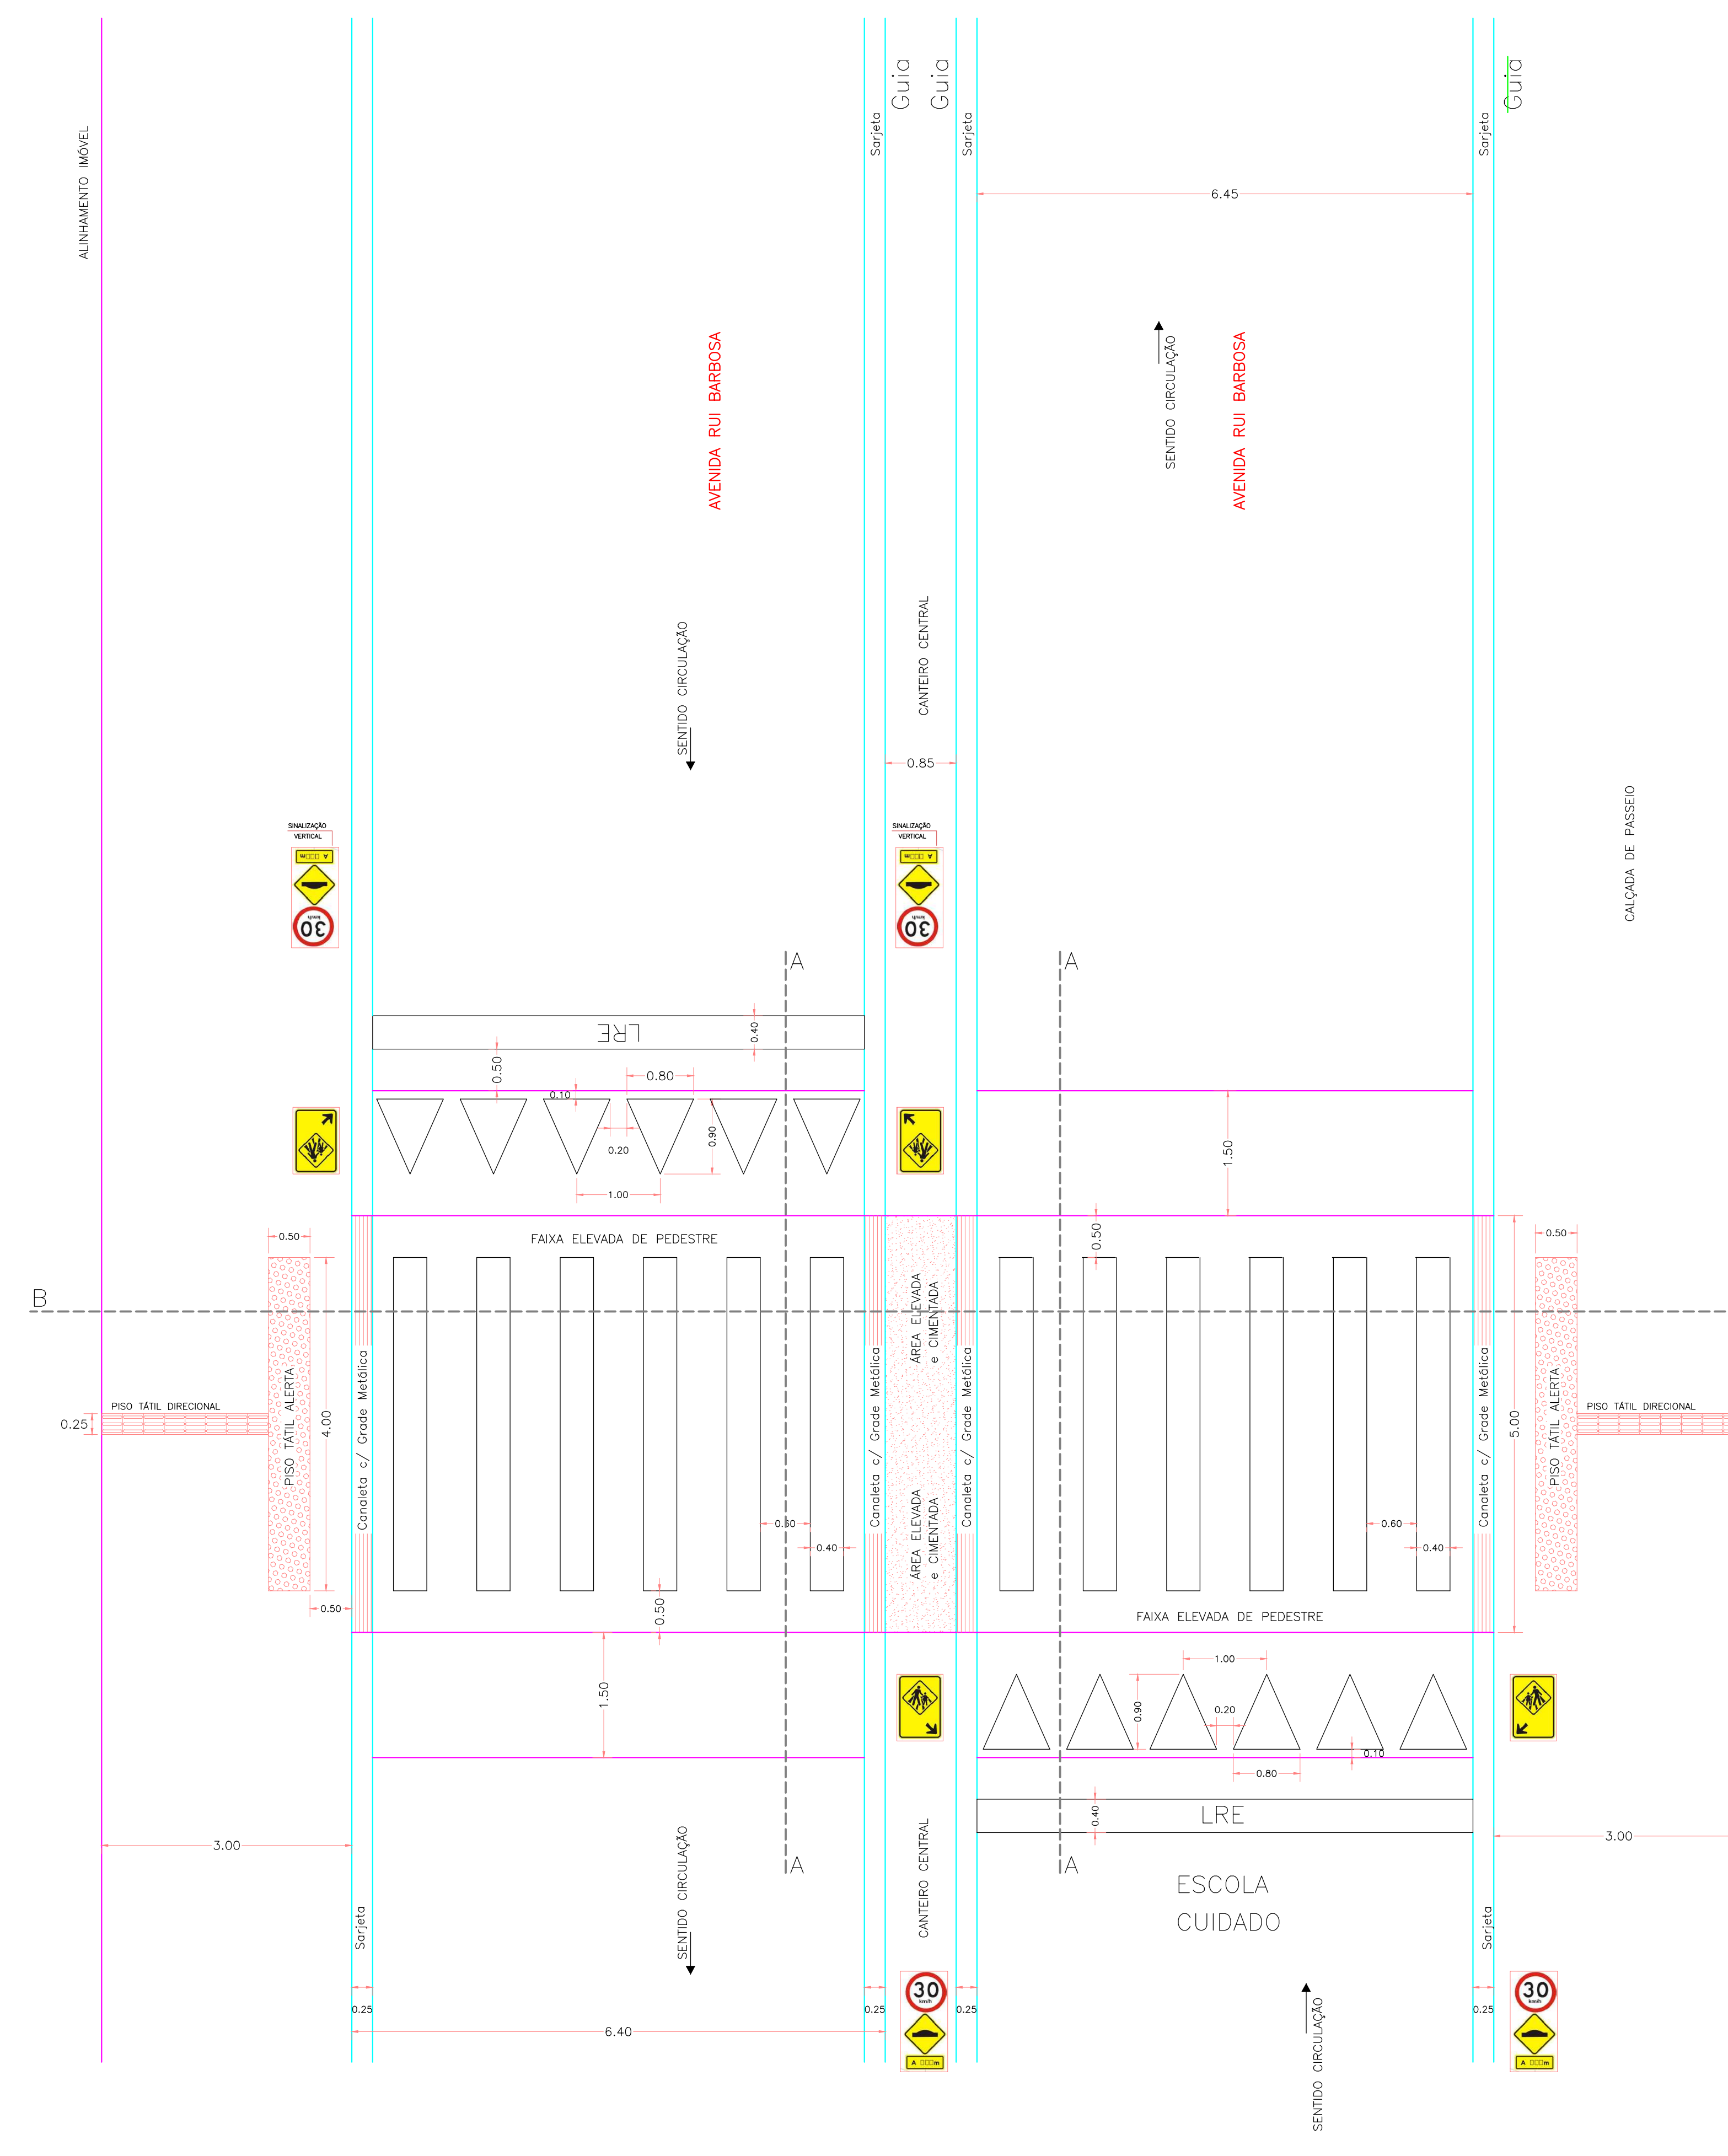 Guia
Guia
Guia
Sarjeta
Sarjeta
Sarjeta
ALINHAMENTO IMÓVEL
6.45
AVENIDA RUI BARBOSA
SENTIDO CIRCULAÇÃO
AVENIDA RUI BARBOSA
SENTIDO CIRCULAÇÃO
CANTEIRO CENTRAL
0.85
CALÇADA DE PASSEIO
SINALIZAÇÃO
VERTICAL
A m
30
km/h
SINALIZAÇÃO
VERTICAL
A m
30
km/h
A
A
LRE
0.40
0.50
0.80
0.10
0.20
0.90
1.00
1.50
0.50
FAIXA ELEVADA DE PEDESTRE
0.50
0.50
B
ÁREA ELEVADA
e CIMENTADA
PISO TÁTIL DIRECIONAL
0.25
PISO TÁTIL ALERTA
4.00
Canaleta c/ Grade Metálica
Canaleta c/ Grade Metálica
Canaleta c/ Grade Metálica
Canaleta c/ Grade Metálica
5.00
PISO TÁTIL ALERTA
PISO TÁTIL DIRECIONAL
ÁREA ELEVADA
e CIMENTADA
0.60
0.40
0.60
0.40
0.50
0.50
FAIXA ELEVADA DE PEDESTRE
1.50
1.00
0.90
0.20
0.10
0.80
0.40
LRE
3.00
3.00
SENTIDO CIRCULAÇÃO
A
CANTEIRO CENTRAL
A
ESCOLA
CUIDADO
Sarjeta
Sarjeta
0.25
0.25
0.25
0.25
6.40
30
km/h
A m
30
km/h
A m
SENTIDO CIRCULAÇÃO